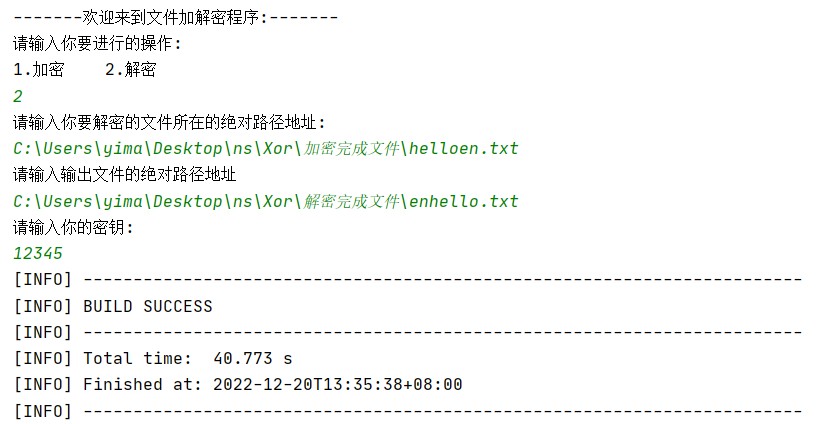 -------欢迎来到文件加解密程序:-------
请输入你要进行的操作:
1.加密    2.解密
2
请输入你要解密的文件所在的绝对路径地址:
C:\Users\yima\Desktop\ns\Xor\加密完成文件\helloen.txt
请输入输出文件的绝对路径地址
C:\Users\yima\Desktop\ns\Xor\解密完成文件\enhello.txt
请输入你的密钥:
12345
[INFO] ------------------------------------------------------------------------
[INFO] BUILD SUCCESS
[INFO] ------------------------------------------------------------------------
[INFO] Total time:  40.773 s
[INFO] Finished at: 2022-12-20T13:35:38+08:00
[INFO] ------------------------------------------------------------------------